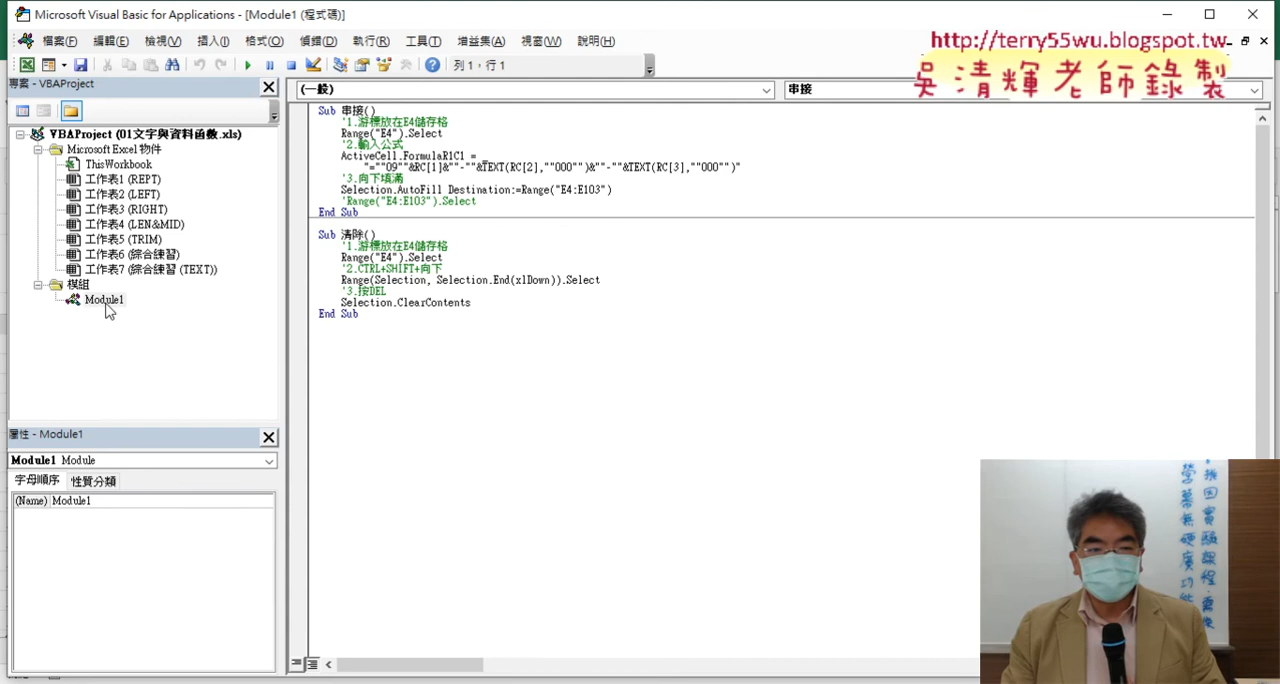 Microsoft Visual Basic for Applications - [Module1 (程式碼)]
檔案(F) 編輯(E) 檢視(V) 插入(I) 格式(O) 偵錯(D) 執行(R) 工具(T) 增益集(A) 視窗(W) 說明(H)
http://terry55wu.blogspot.tw
吳清輝老師錄製
列 1，行 1
專案 - VBAProject
(一般)
串接
VBAProject (01文字與資料函數.xls)
Microsoft Excel 物件
ThisWorkbook
工作表1 (REPT)
工作表2 (LEFT)
工作表3 (RIGHT)
工作表4 (LEN&MID)
工作表5 (TRIM)
工作表6 (綜合練習)
工作表7 (綜合練習 (TEXT))
模組
Module1
Sub 串接()
'1.游標放在E4儲存格
Range("E4").Select
'2.輸入公式
ActiveCell.FormulaR1C1 = _
"=""09""&RC[1]&""-""&TEXT(RC[2],""000"")&""-""&TEXT(RC[3],""000"")"
'3.向下填滿
Selection.AutoFill Destination:=Range("E4:E103")
'Range("E4:E103").Select
End Sub
Sub 清除()
'1.游標放在E4儲存格
Range("E4").Select
'2.CTRL+SHIFT+向下
Range(Selection, Selection.End(xlDown)).Select
'3.按DEL
Selection.ClearContents
End Sub
屬性 - Module1
Module1 Module
字母順序 性質分類
(Name) Module1